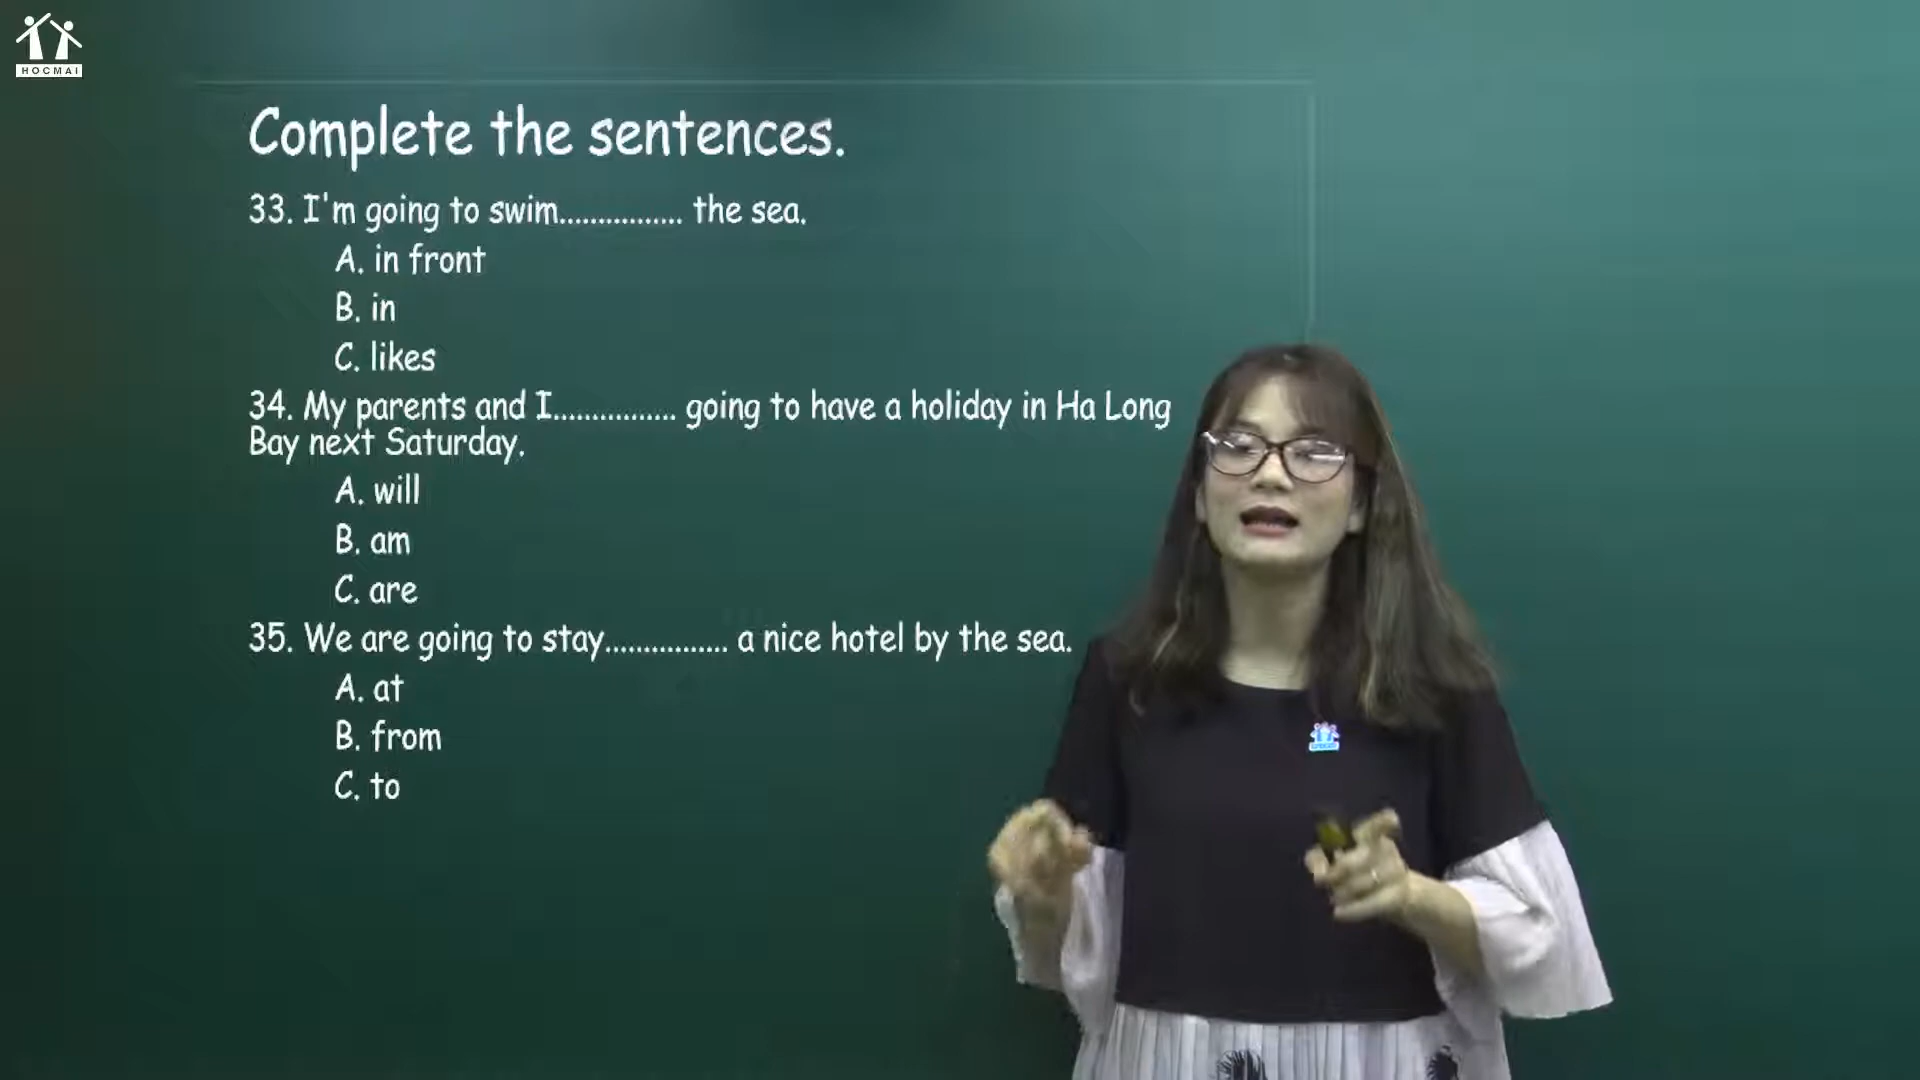 HOCMAI
Complete the sentences.
33. I'm going to swim................ the sea.
A. in front
B. in
C. likes
34. My parents and I................ going to have a holiday in Ha Long
Bay next Saturday.
A. will
B. am
C. are
35. We are going to stay................ a nice hotel by the sea.
A. at
B. from
C. to